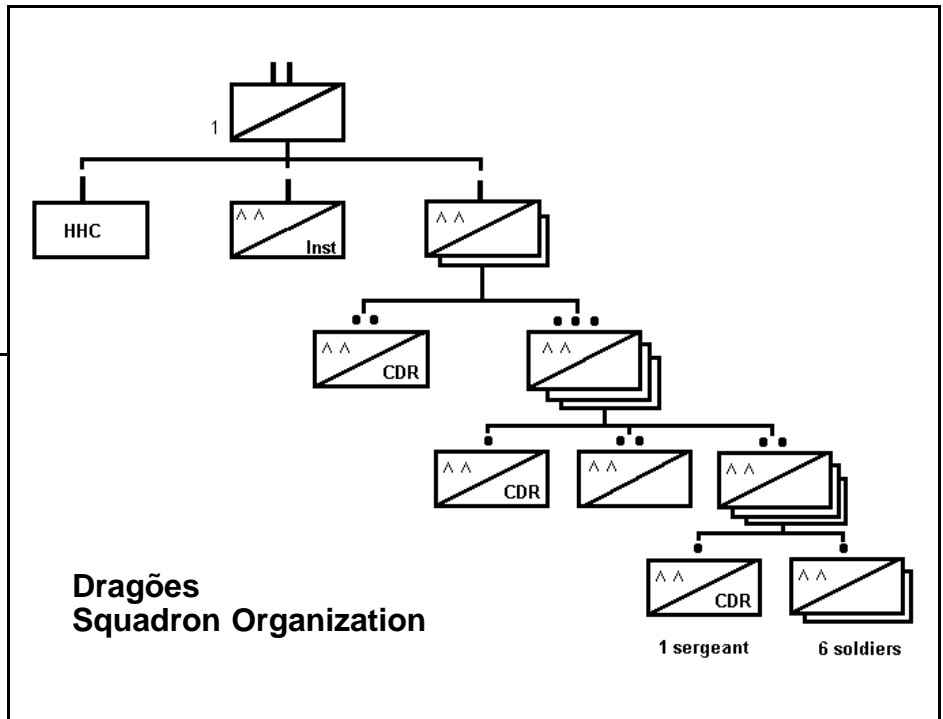 1
HHC
^ ^
Inst
^ ^
^ ^
CDR
^ ^
^ ^
CDR
^ ^
^ ^
^ ^
CDR
^ ^
Dragões
Squadron Organization
1 sergeant
6 soldiers